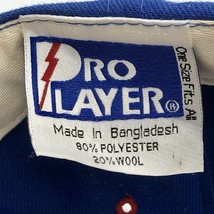 PRO
PLAYER®
One Size Fits All
Made In Bangladesh
80% POLYESTER
20% WOOL